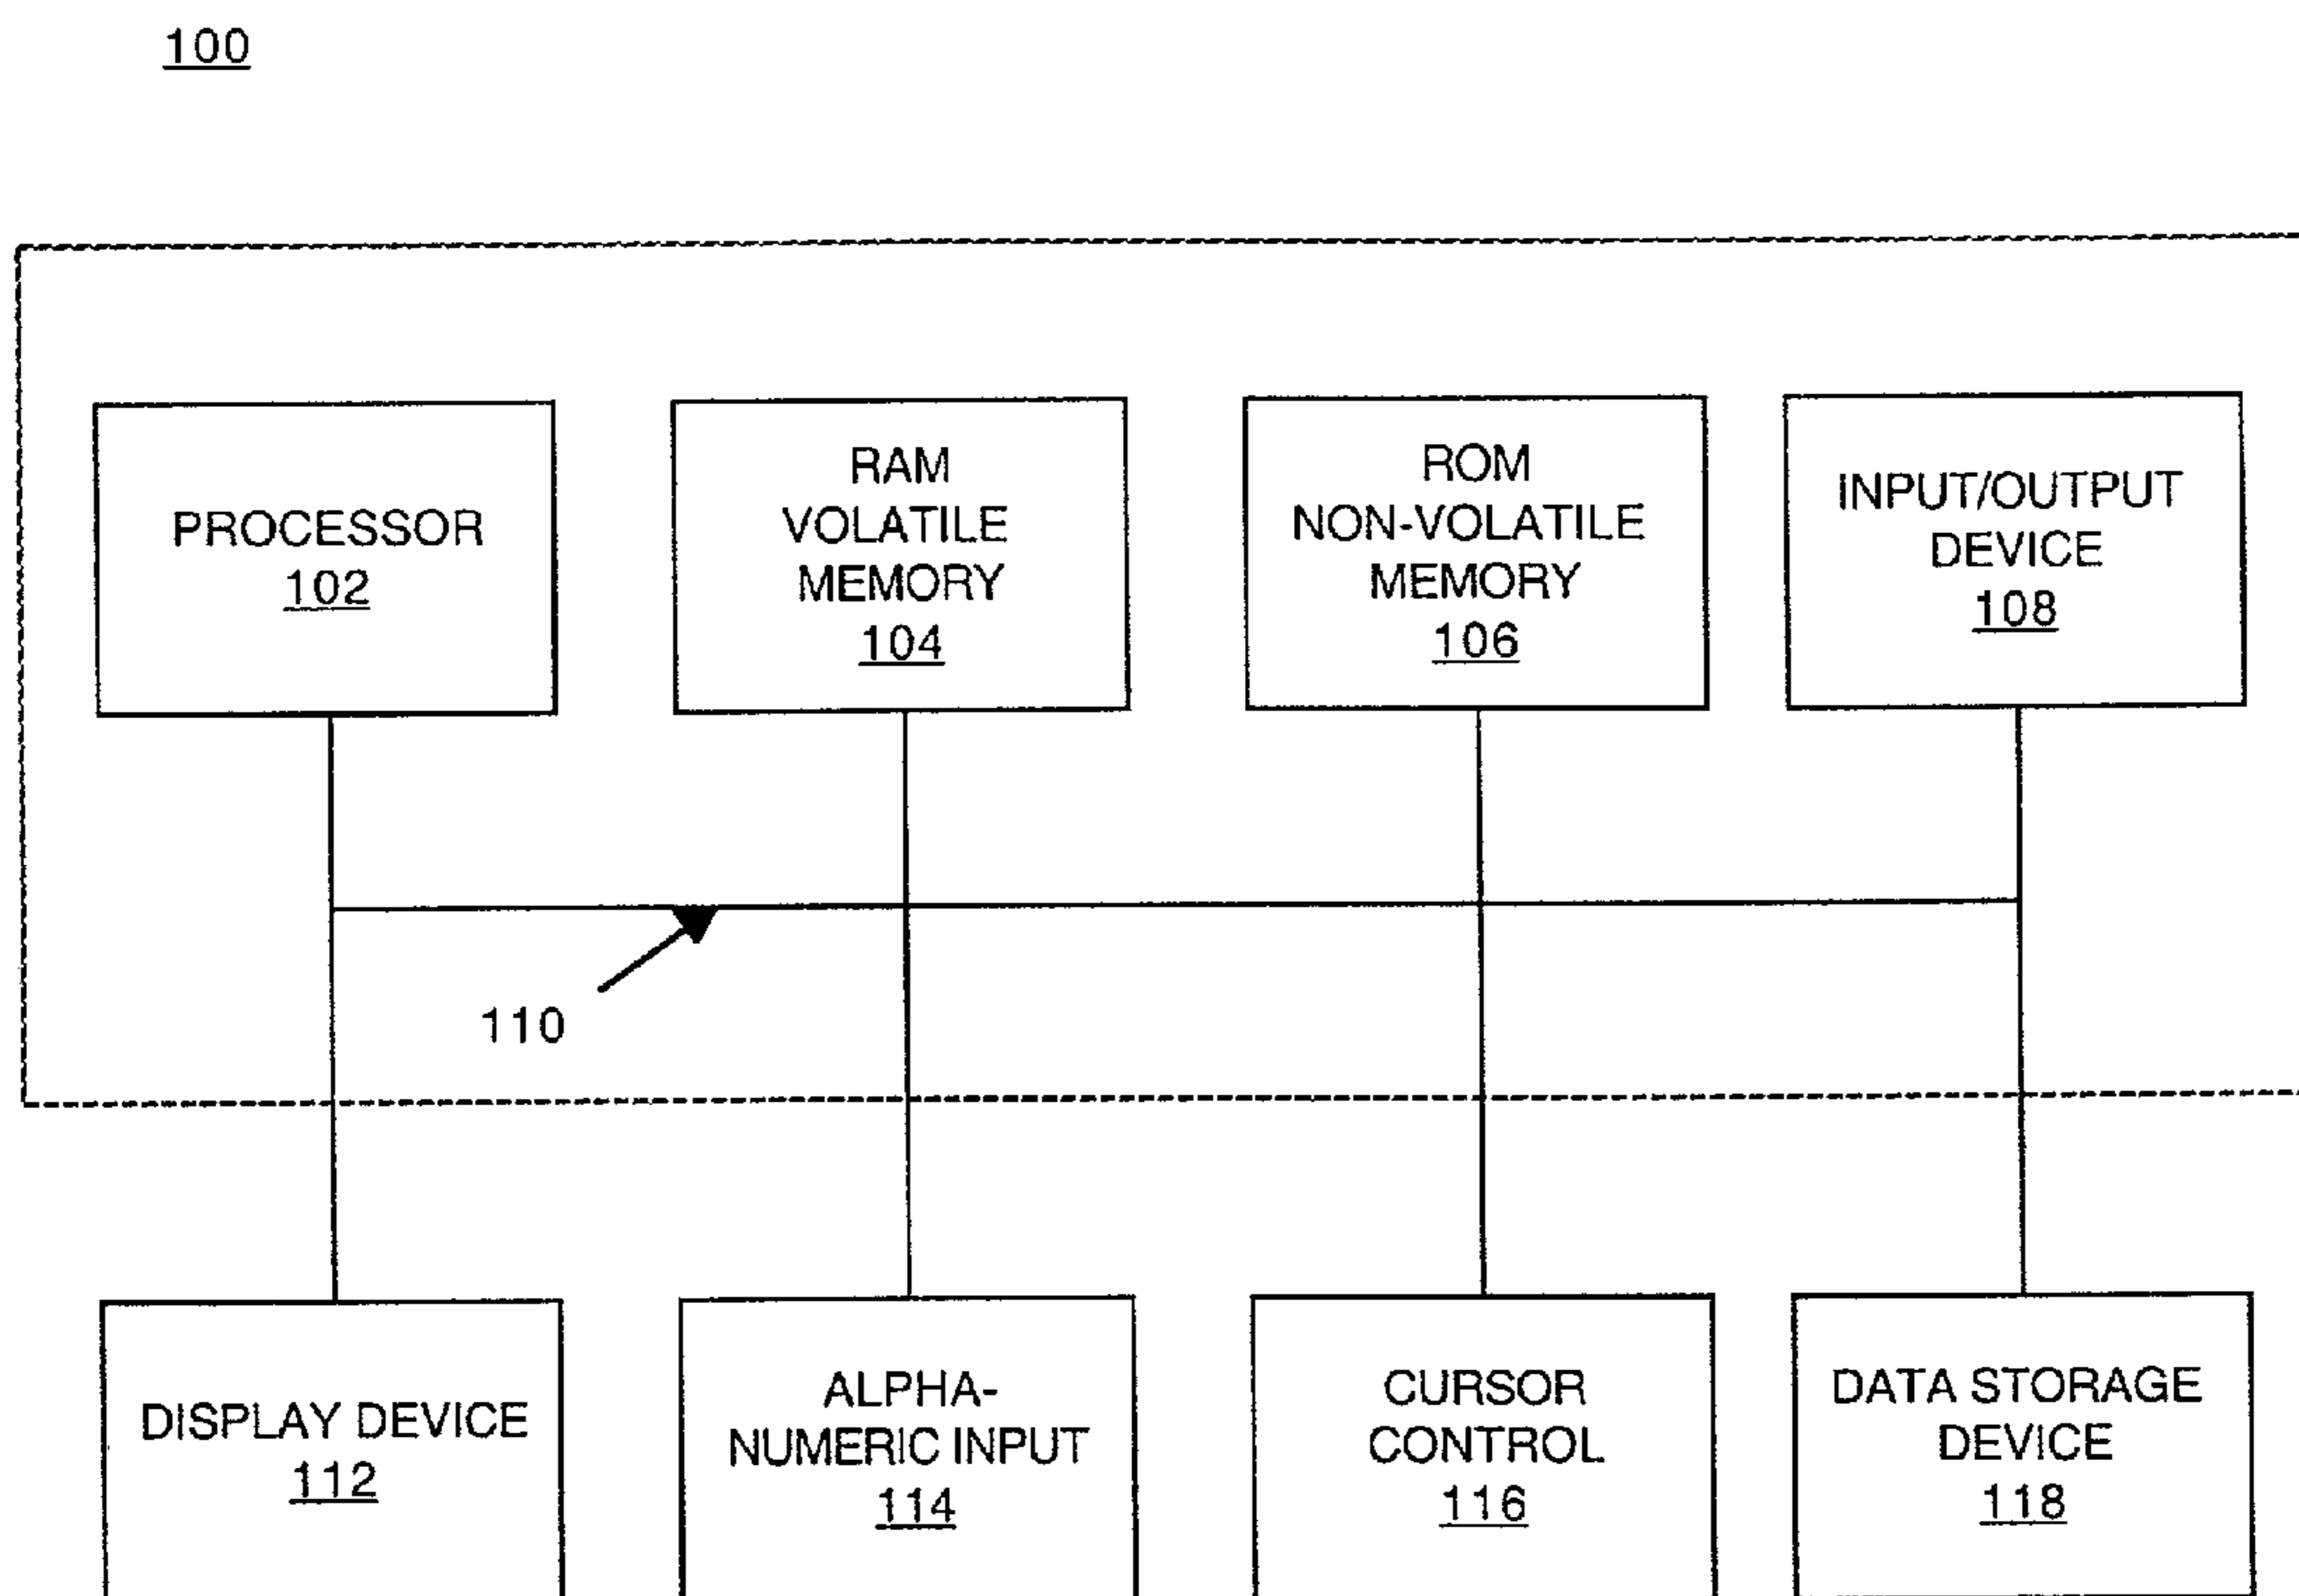 100
PROCESSOR
102
RAM
VOLATILE
MEMORY
104
ROM
NON-VOLATILE
MEMORY
106
INPUT/OUTPUT
DEVICE
108
110
DISPLAY DEVICE
112
ALPHA-
NUMERIC INPUT
114
CURSOR
CONTROL
116
DATA STORAGE
DEVICE
118